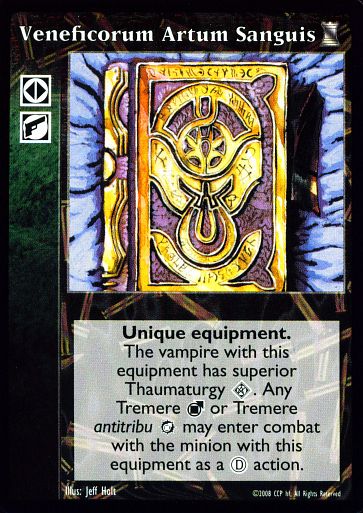 Veneficorum Artum Sanguis
Unique equipment.
The vampire with this
equipment has superior
Thaumaturgy . Any
Tremere or Tremere
antitribu may enter combat
with the minion with this
equipment as a D action.
Illus: Jeff Holt
©2008 CCP hf. All Rights Reserved